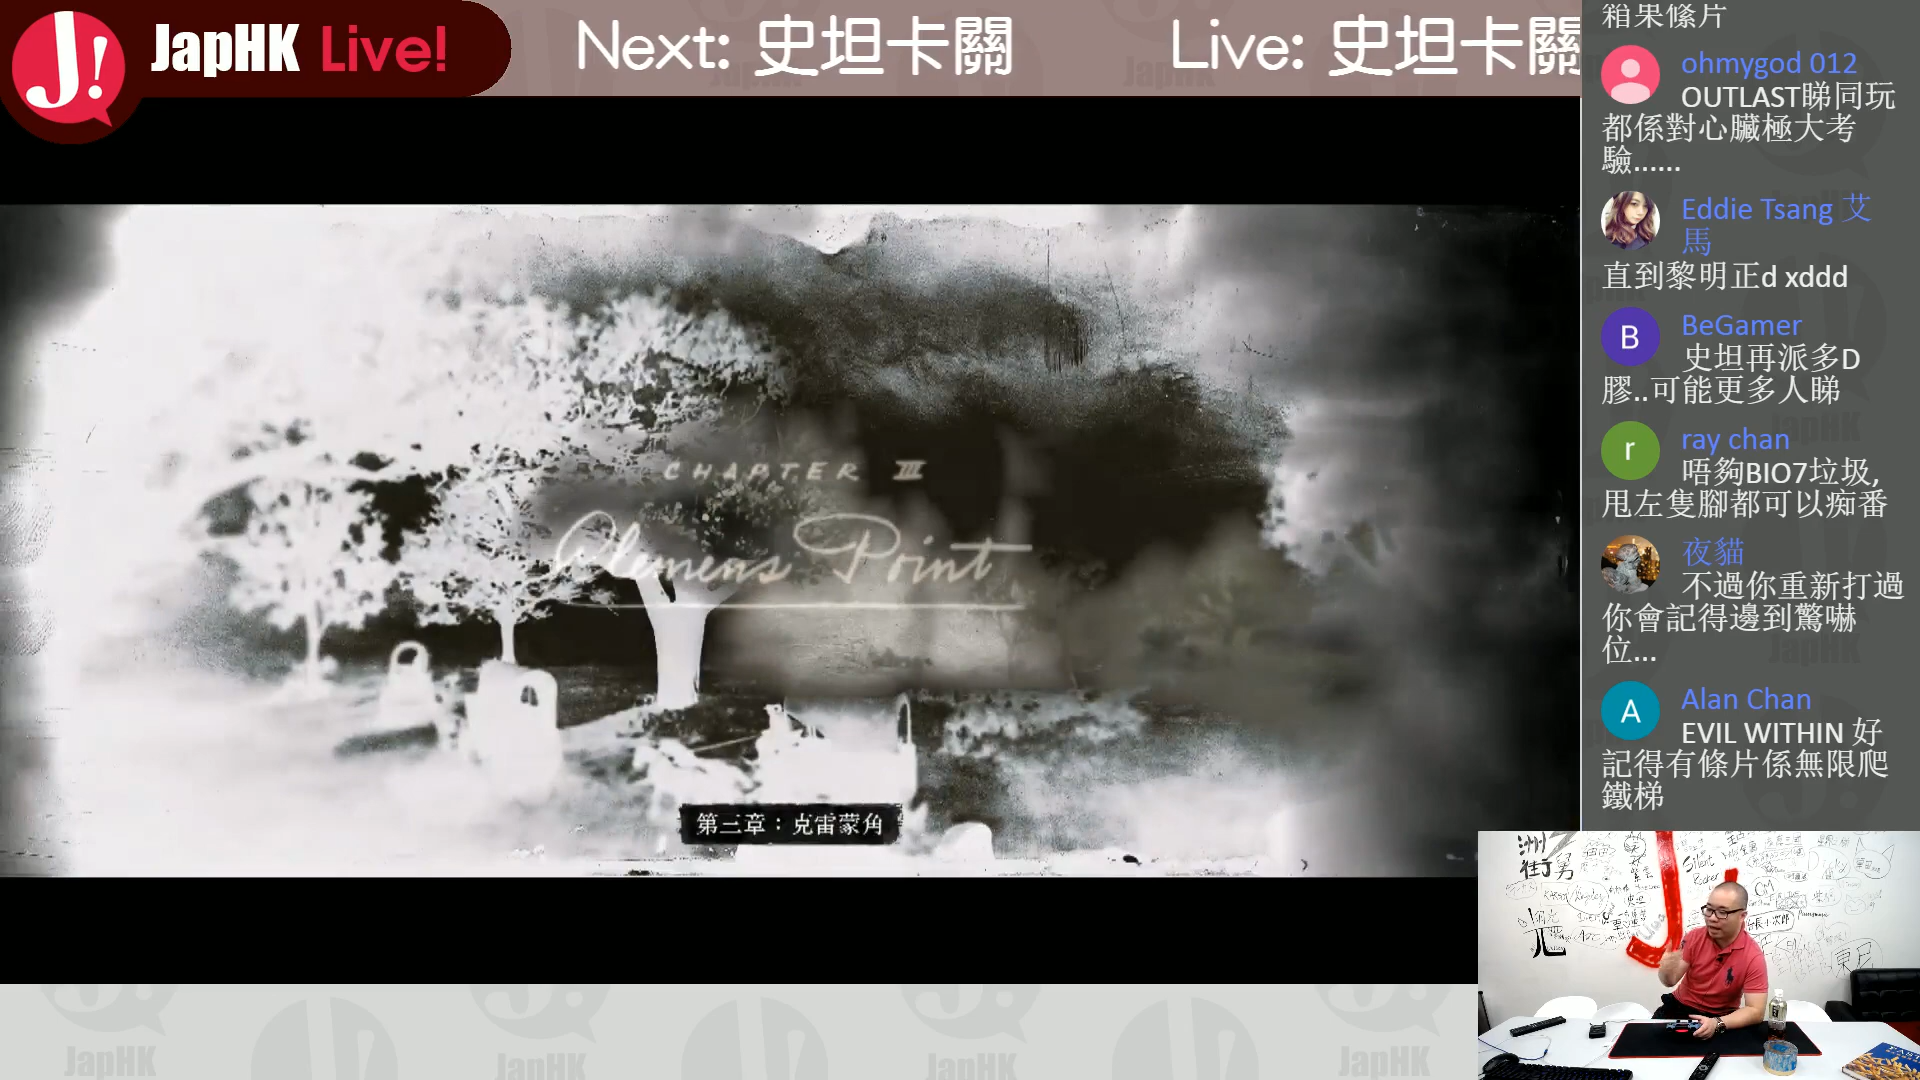 JapHK Live!
Next: 史坦卡關
Live: 史坦卡關
CHAPTER III
Clemens Point
第三章：克雷蒙角
箱果條片
ohmygod 012
OUTLAST睇同玩
都係對心臟極大考
驗......
Eddie Tsang 艾
馬
直到黎明正d xddd
BeGamer
史坦再派多D
膠..可能更多人睇
ray chan
唔夠BIO7垃圾,
甩左隻腳都可以痴番
夜貓
不過你重新打過
你會記得邊到驚嚇
位...
Alan Chan
EVIL WITHIN 好
記得有條片係無限爬
鐵梯
JapHK
JapHK
JapHK
JapHK